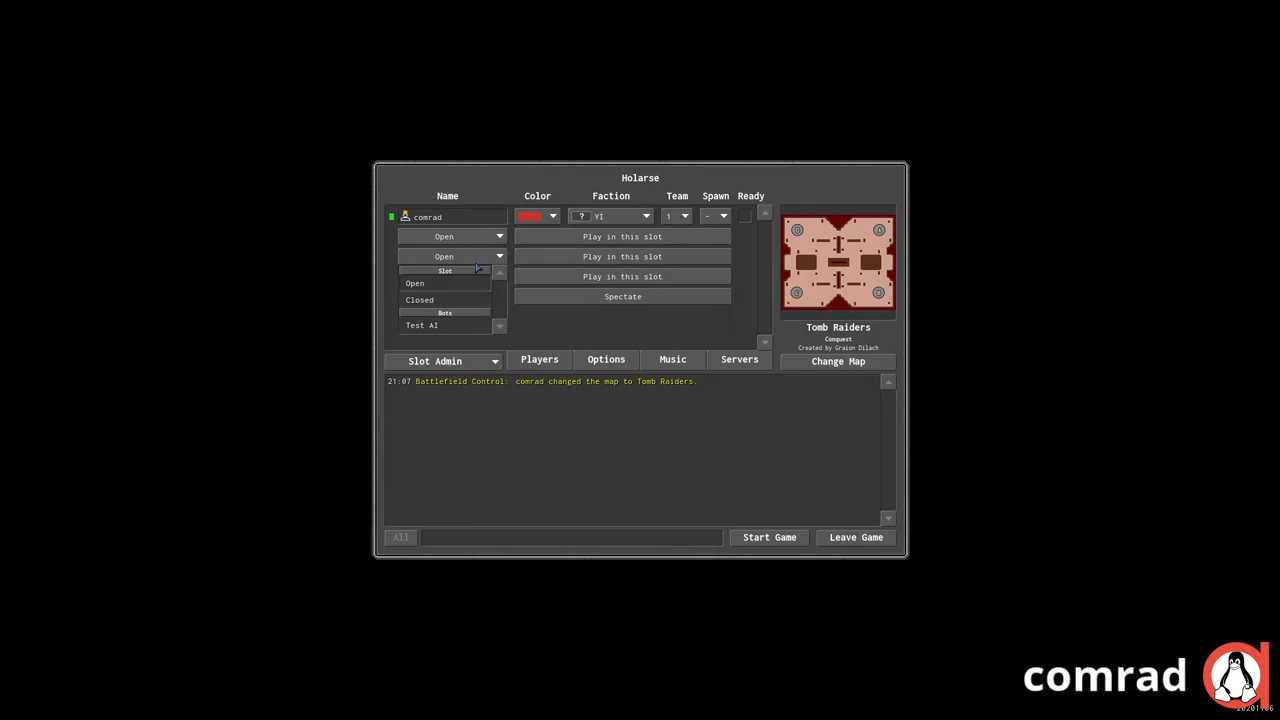 Holarse
Name Color Faction Team Spawn Ready
comrad ? YI 1 -
Open Play in this slot
Open Play in this slot
Slot
Play in this slot
Open
Closed Spectate
Bots
Test AI
Tomb Raiders
Conquest
Created by Graion Dilach
Slot Admin Players Options Music Servers Change Map
21:07 Battlefield Control: comrad changed the map to Tomb Raiders.
All Start Game Leave Game
comrad